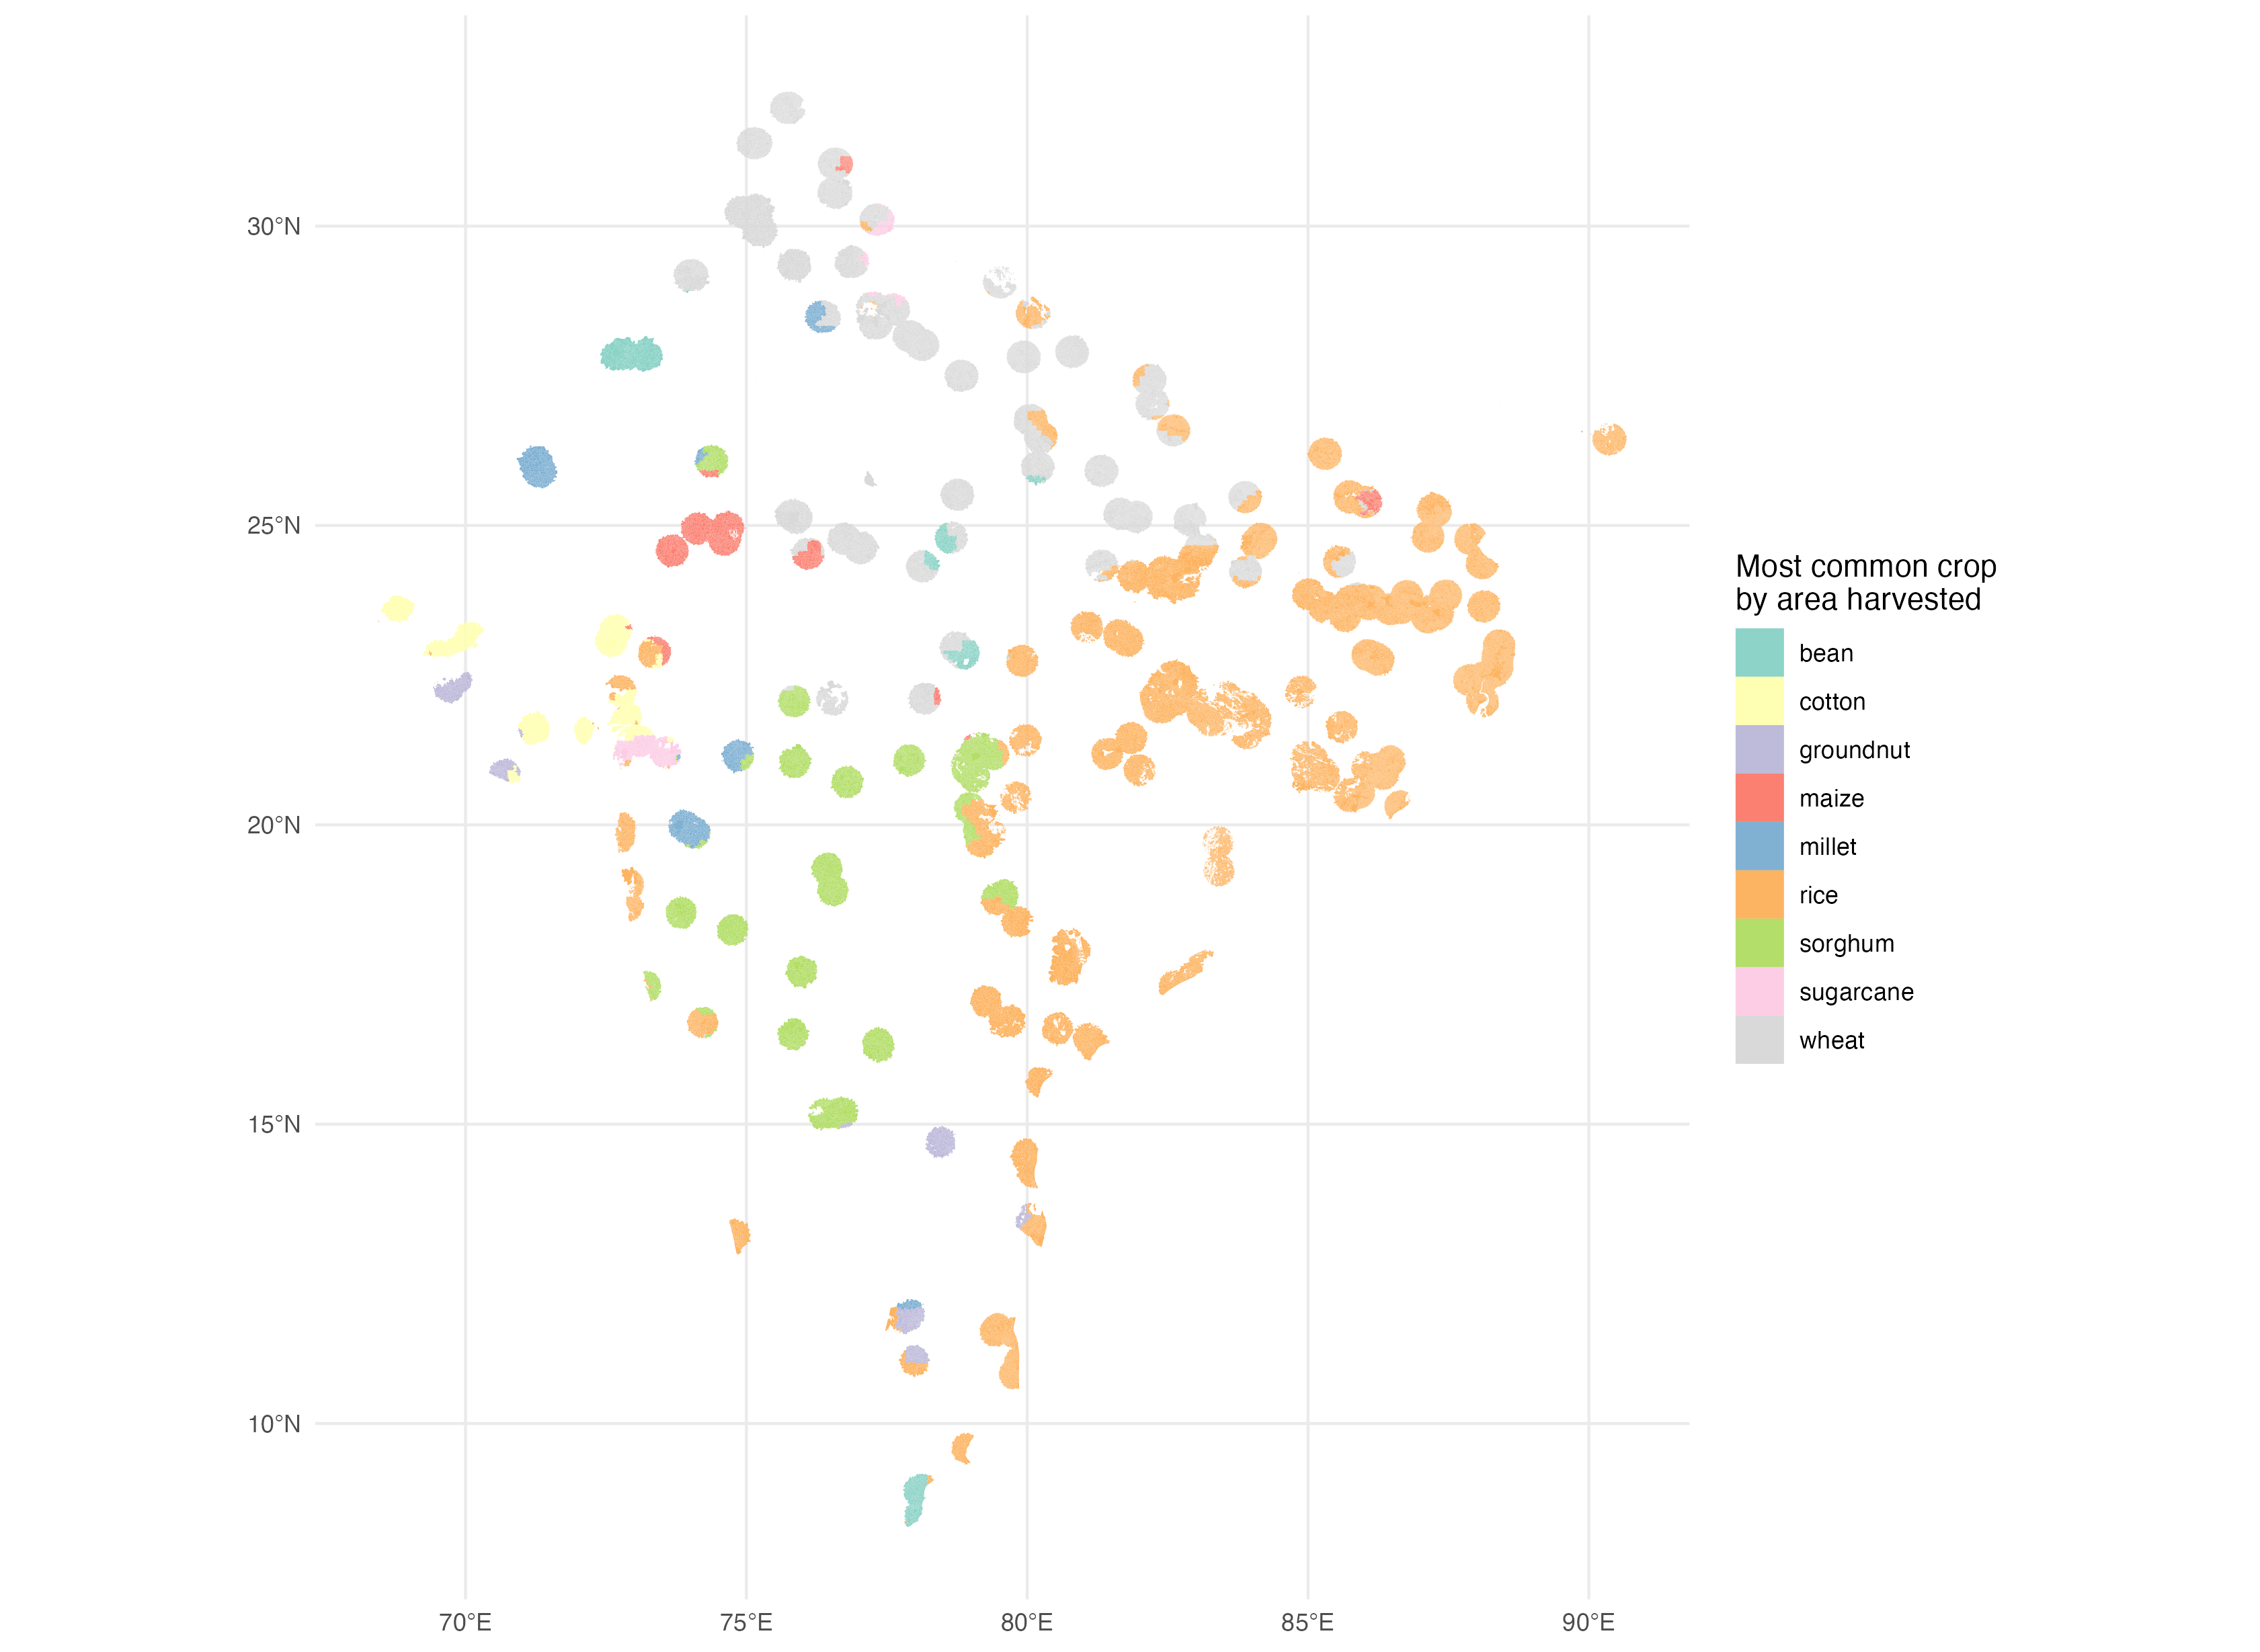 30°N
25°N
20°N
15°N
10°N
70°E
75°E
80°E
85°E
90°E
Most common crop
by area harvested
bean
cotton
groundnut
maize
millet
rice
sorghum
sugarcane
wheat